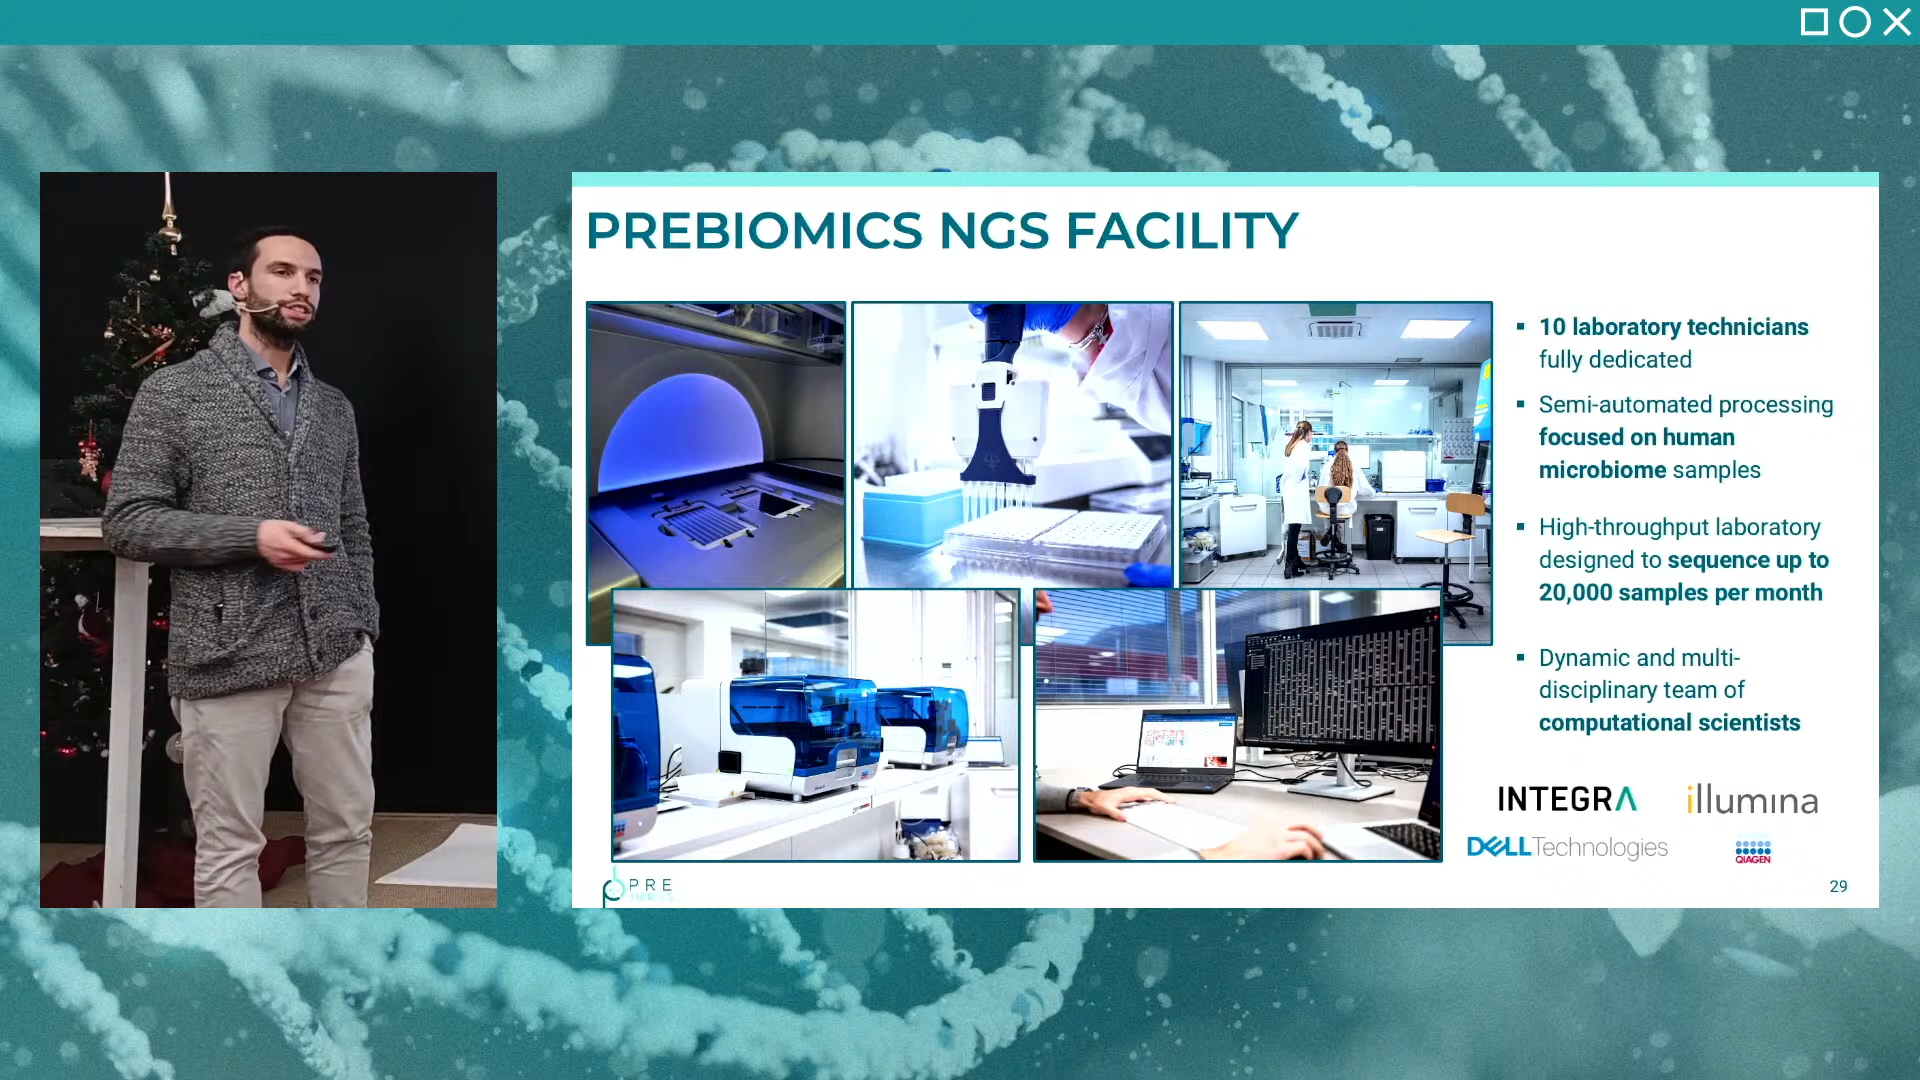 PREBIOMICS NGS FACILITY
▪ 10 laboratory technicians
fully dedicated
▪ Semi-automated processing
focused on human
microbiome samples
▪ High-throughput laboratory
designed to sequence up to
20,000 samples per month
▪ Dynamic and multi-
disciplinary team of
computational scientists
INTEGRA
illumina
DELL Technologies
QIAGEN
PRE
29